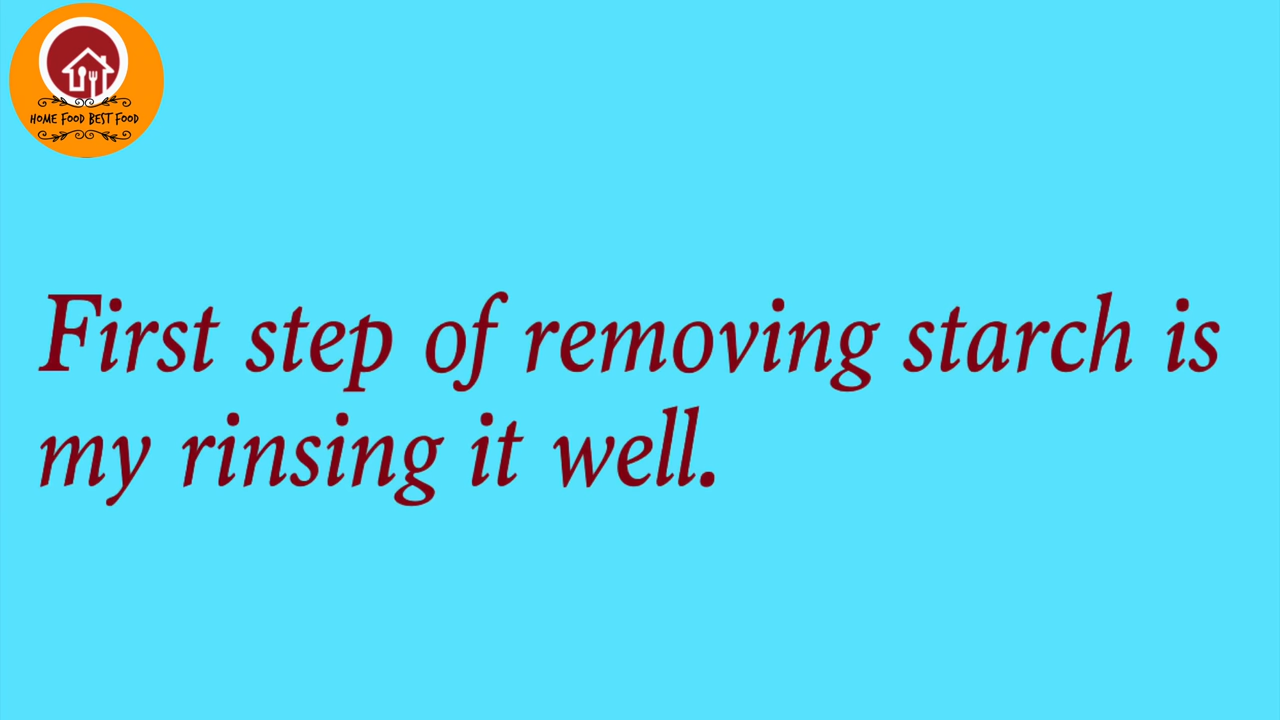 HOME FOOD BEST FOOD
First step of removing starch is
my rinsing it well.